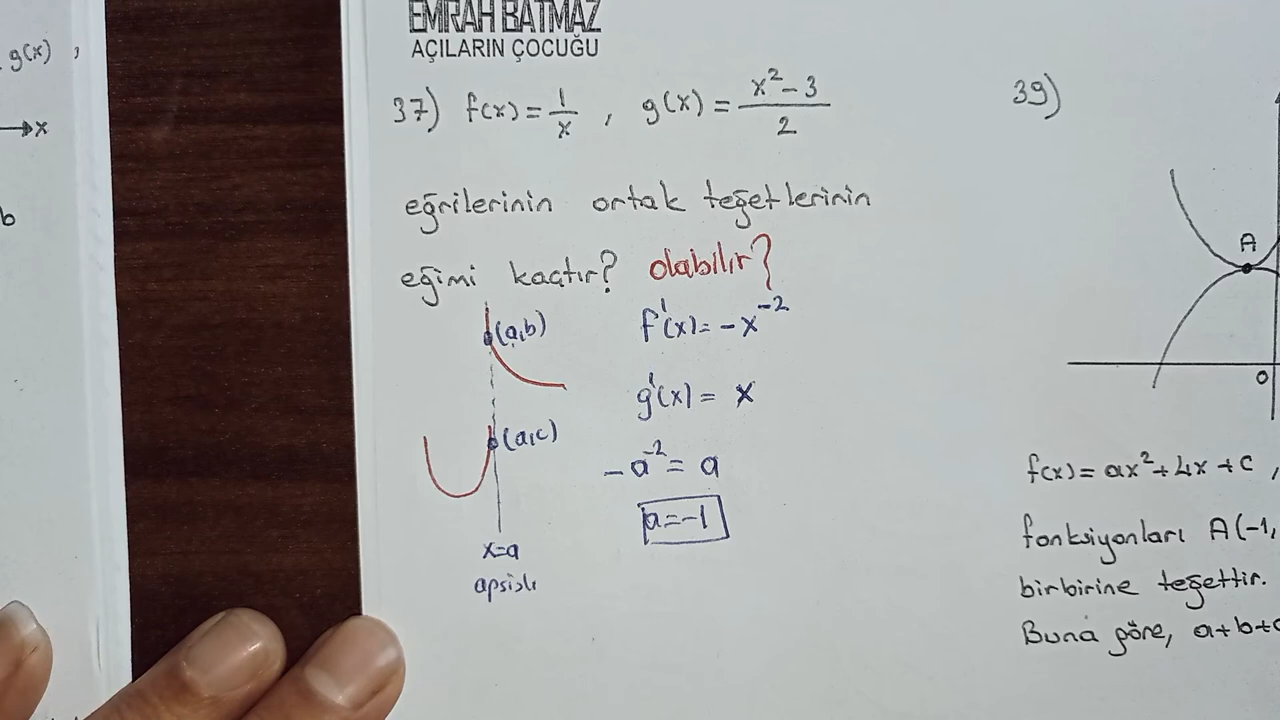 g(x) ,
x
b
EMRAH BATMAZ
AÇILARIN ÇOCUĞU
37) f(x) = 1/x , g(x) = (x² - 3)/2
eğrilerinin ortak teğetlerinin
eğimi kaçtır? olabilir?
(a,b)
(a,c)
x=a
apsisli
f'(x) = -x⁻²
g'(x) = x
-a⁻² = a
a=-1
39)
A
O
f(x) = ax² + 4x + c ,
fonksiyonları A(-1,
birbirine teğettir.
Buna göre, a+b+c